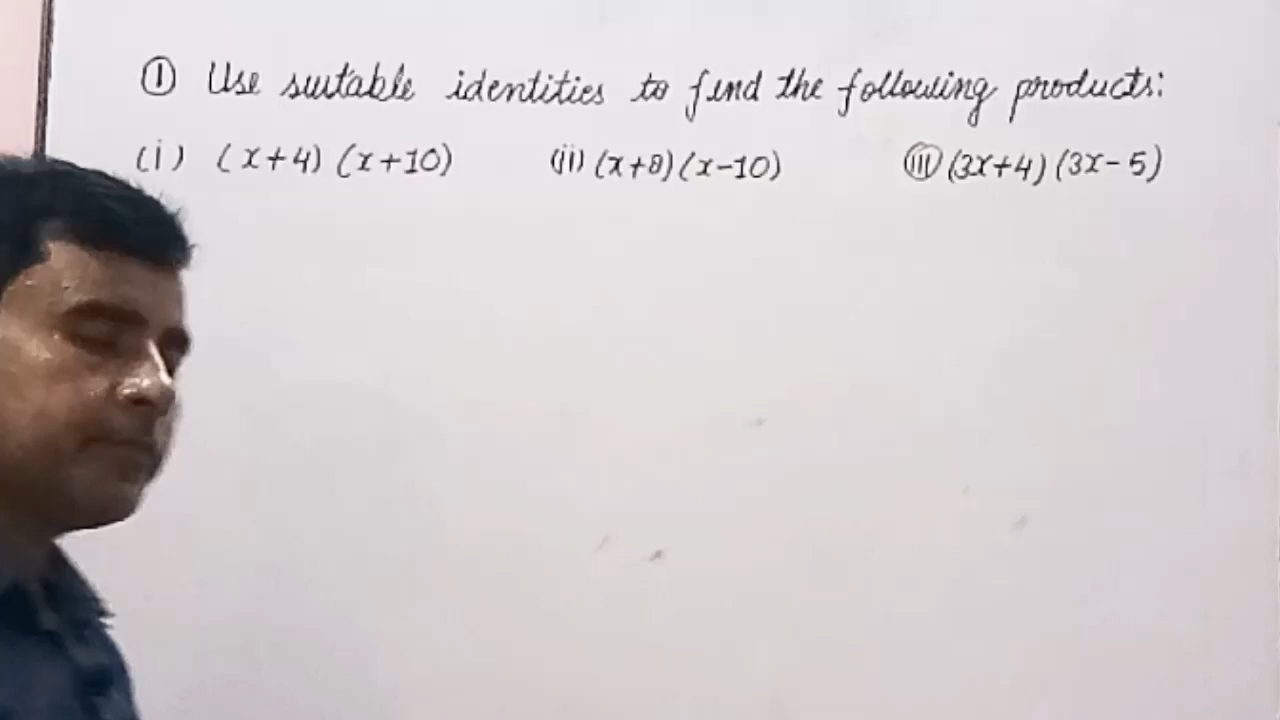 ① Use suitable identities to find the following products:
(i) (x+4) (x+10) (ii) (x+8) (x-10) (iii) (3x+4) (3x-5)